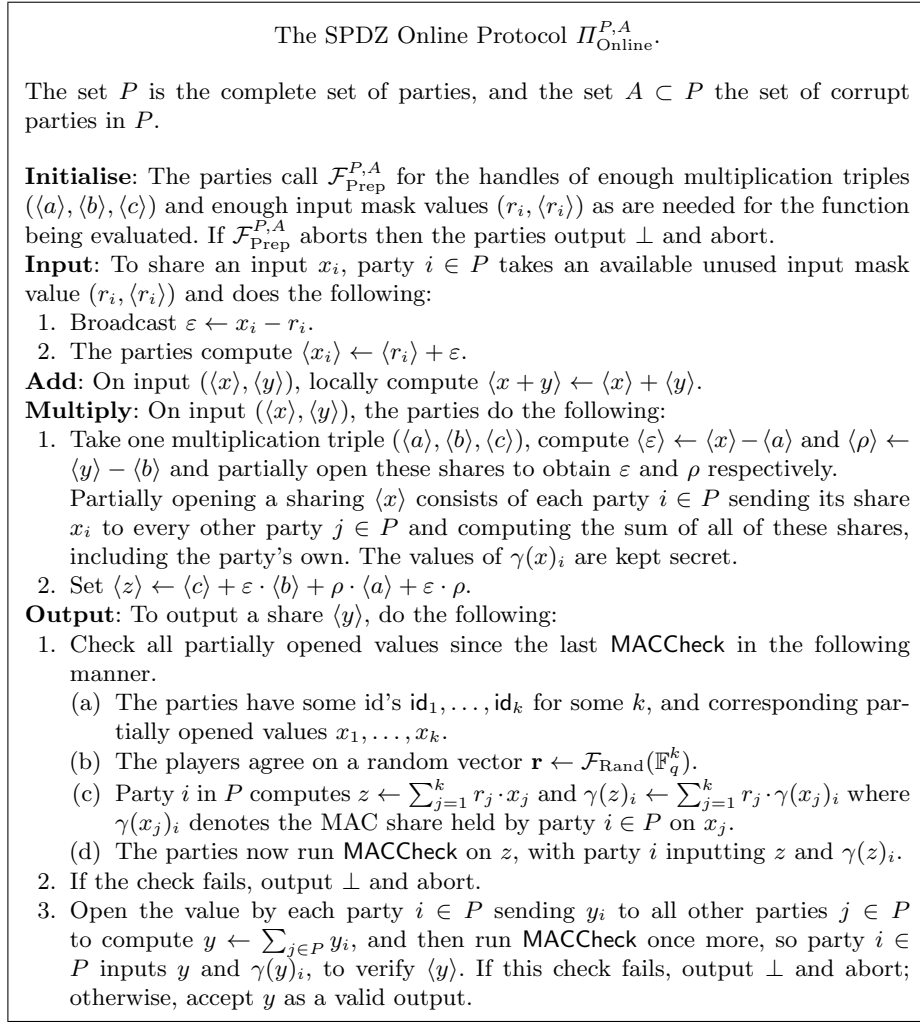 The SPDZ Online Protocol Π_Online^{P,A}.
The set P is the complete set of parties, and the set A ⊂ P the set of corrupt
parties in P.
Initialise: The parties call F_Prep^{P,A} for the handles of enough multiplication triples
(⟨a⟩, ⟨b⟩, ⟨c⟩) and enough input mask values (r_i, ⟨r_i⟩) as are needed for the function
being evaluated. If F_Prep^{P,A} aborts then the parties output ⊥ and abort.
Input: To share an input x_i, party i ∈ P takes an available unused input mask
value (r_i, ⟨r_i⟩) and does the following:
1. Broadcast ε ← x_i − r_i.
2. The parties compute ⟨x_i⟩ ← ⟨r_i⟩ + ε.
Add: On input (⟨x⟩, ⟨y⟩), locally compute ⟨x + y⟩ ← ⟨x⟩ + ⟨y⟩.
Multiply: On input (⟨x⟩, ⟨y⟩), the parties do the following:
1. Take one multiplication triple (⟨a⟩, ⟨b⟩, ⟨c⟩), compute ⟨ε⟩ ← ⟨x⟩−⟨a⟩ and ⟨ρ⟩ ←
⟨y⟩ − ⟨b⟩ and partially open these shares to obtain ε and ρ respectively.
Partially opening a sharing ⟨x⟩ consists of each party i ∈ P sending its share
x_i to every other party j ∈ P and computing the sum of all of these shares,
including the party's own. The values of γ(x)_i are kept secret.
2. Set ⟨z⟩ ← ⟨c⟩ + ε · ⟨b⟩ + ρ · ⟨a⟩ + ε · ρ.
Output: To output a share ⟨y⟩, do the following:
1. Check all partially opened values since the last MACCheck in the following
manner.
(a) The parties have some id's id_1, . . . , id_k for some k, and corresponding par-
tially opened values x_1, . . . , x_k.
(b) The players agree on a random vector r ← F_Rand(𝔽_q^k).
(c) Party i in P computes z ← ∑_{j=1}^k r_j · x_j and γ(z)_i ← ∑_{j=1}^k r_j · γ(x_j)_i where
γ(x_j)_i denotes the MAC share held by party i ∈ P on x_j.
(d) The parties now run MACCheck on z, with party i inputting z and γ(z)_i.
2. If the check fails, output ⊥ and abort.
3. Open the value by each party i ∈ P sending y_i to all other parties j ∈ P
to compute y ← ∑_{j∈P} y_i, and then run MACCheck once more, so party i ∈
P inputs y and γ(y)_i, to verify ⟨y⟩. If this check fails, output ⊥ and abort;
otherwise, accept y as a valid output.